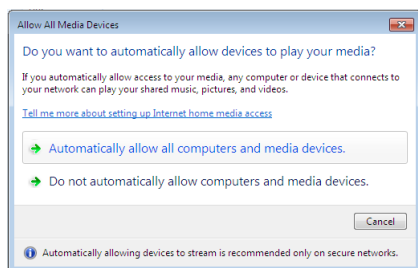 Allow All Media Devices
Do you want to automatically allow devices to play your media?
If you automatically allow access to your media, any computer or device that connects to
your network can play your shared music, pictures, and videos.
Tell me more about setting up Internet home media access
Automatically allow all computers and media devices.
Do not automatically allow computers and media devices.
Cancel
Automatically allowing devices to stream is recommended only on secure networks.